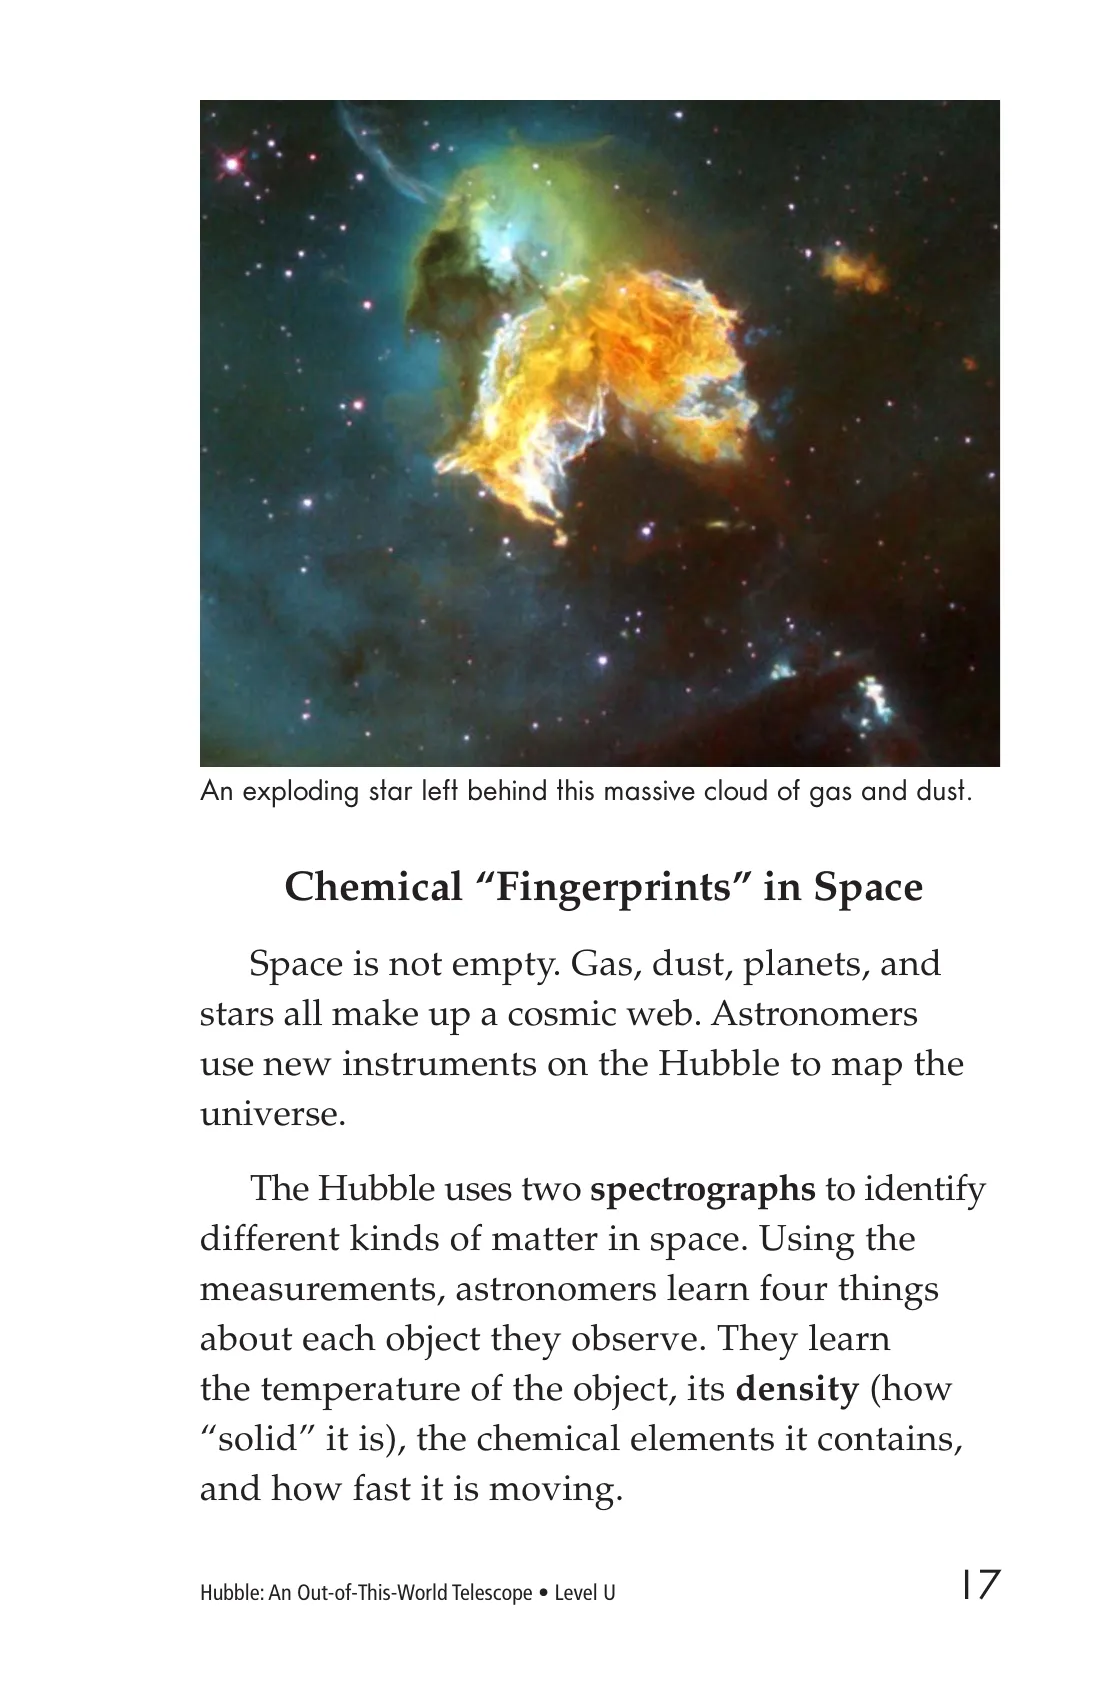 An exploding star left behind this massive cloud of gas and dust.
Chemical “Fingerprints” in Space
Space is not empty. Gas, dust, planets, and
stars all make up a cosmic web. Astronomers
use new instruments on the Hubble to map the
universe.
The Hubble uses two spectrographs to identify
different kinds of matter in space. Using the
measurements, astronomers learn four things
about each object they observe. They learn
the temperature of the object, its density (how
“solid” it is), the chemical elements it contains,
and how fast it is moving.
Hubble: An Out-of-This-World Telescope • Level U
17